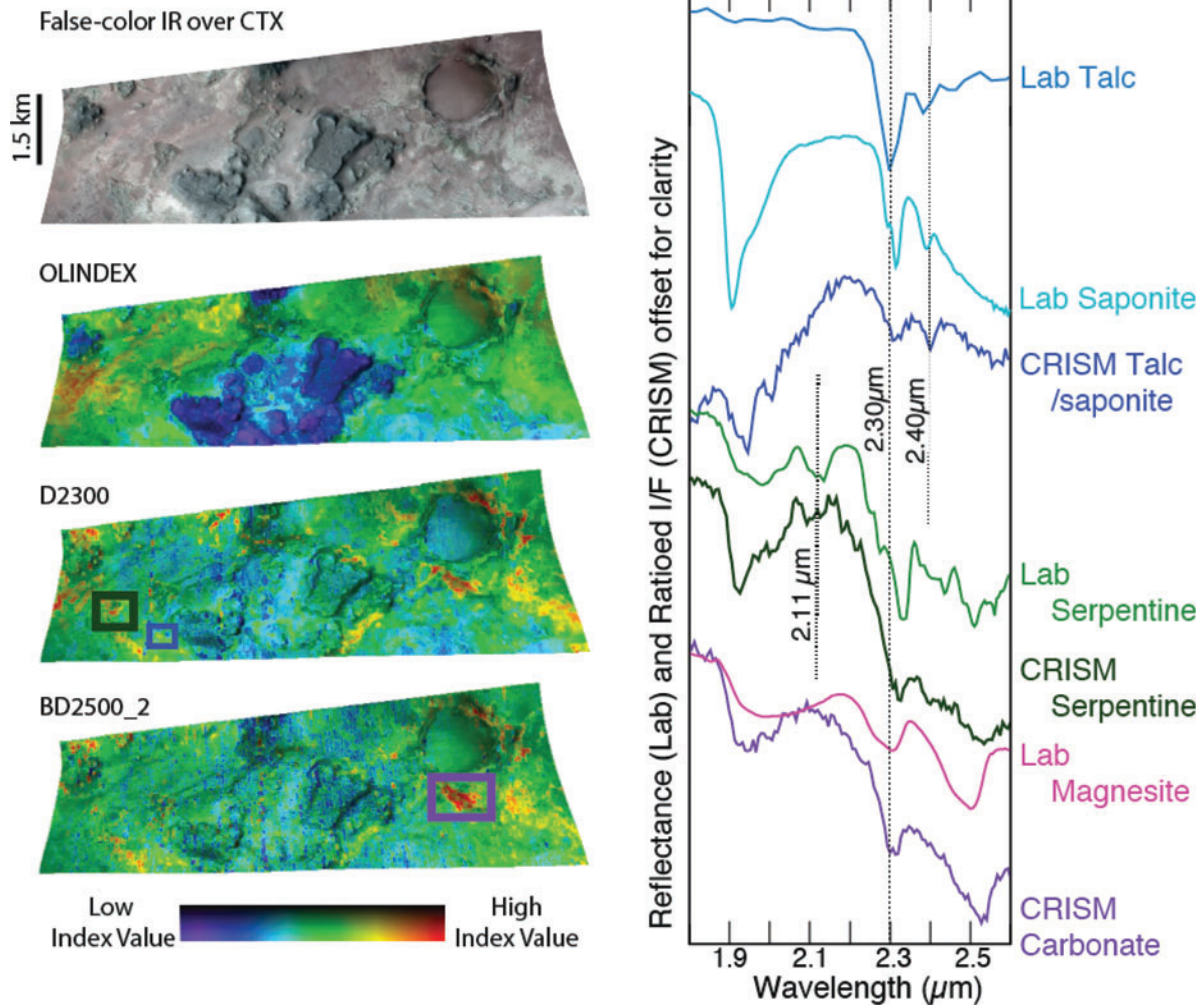 False-color IR over CTX
1.5 km
OLINDEX
D2300
BD2500_2
Low
Index Value
High
Index Value
Reflectance (Lab) and Ratioed I/F (CRISM) offset for clarity
Lab Talc
Lab Saponite
CRISM Talc
/saponite
2.30µm
2.40µm
2.11 µm
Lab
Serpentine
CRISM
Serpentine
Lab
Magnesite
CRISM
Carbonate
1.9 2.1 2.3 2.5
Wavelength (µm)